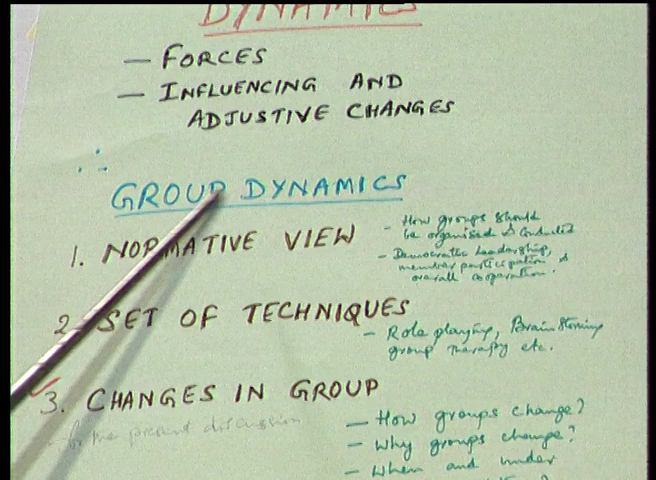 DYNAMICS
— FORCES
— INFLUENCING AND
ADJUSTIVE CHANGES
∴
GROUP DYNAMICS
1. NORMATIVE VIEW
- How groups should
be organised & conducted
- Democratic leadership,
member participation &
overall cooperation.
2. SET OF TECHNIQUES
- Role playing, Brain Storming
group therapy etc.
3. CHANGES IN GROUP
for the present discussion
— How groups change?
— Why groups change?
— When and under